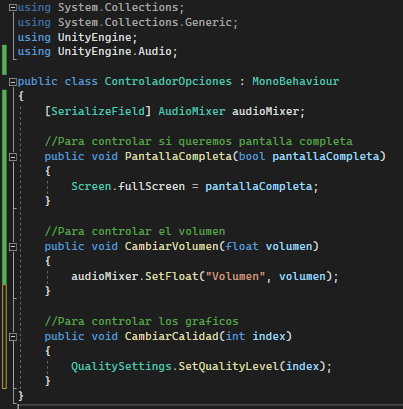 using System.Collections;
using System.Collections.Generic;
using UnityEngine;
using UnityEngine.Audio;
public class ControladorOpciones : MonoBehaviour
{
[SerializeField] AudioMixer audioMixer;
//Para controlar si queremos pantalla completa
public void PantallaCompleta(bool pantallaCompleta)
{
Screen.fullScreen = pantallaCompleta;
}
//Para controlar el volumen
public void CambiarVolumen(float volumen)
{
audioMixer.SetFloat("Volumen", volumen);
}
//Para controlar los graficos
public void CambiarCalidad(int index)
{
QualitySettings.SetQualityLevel(index);
}
}